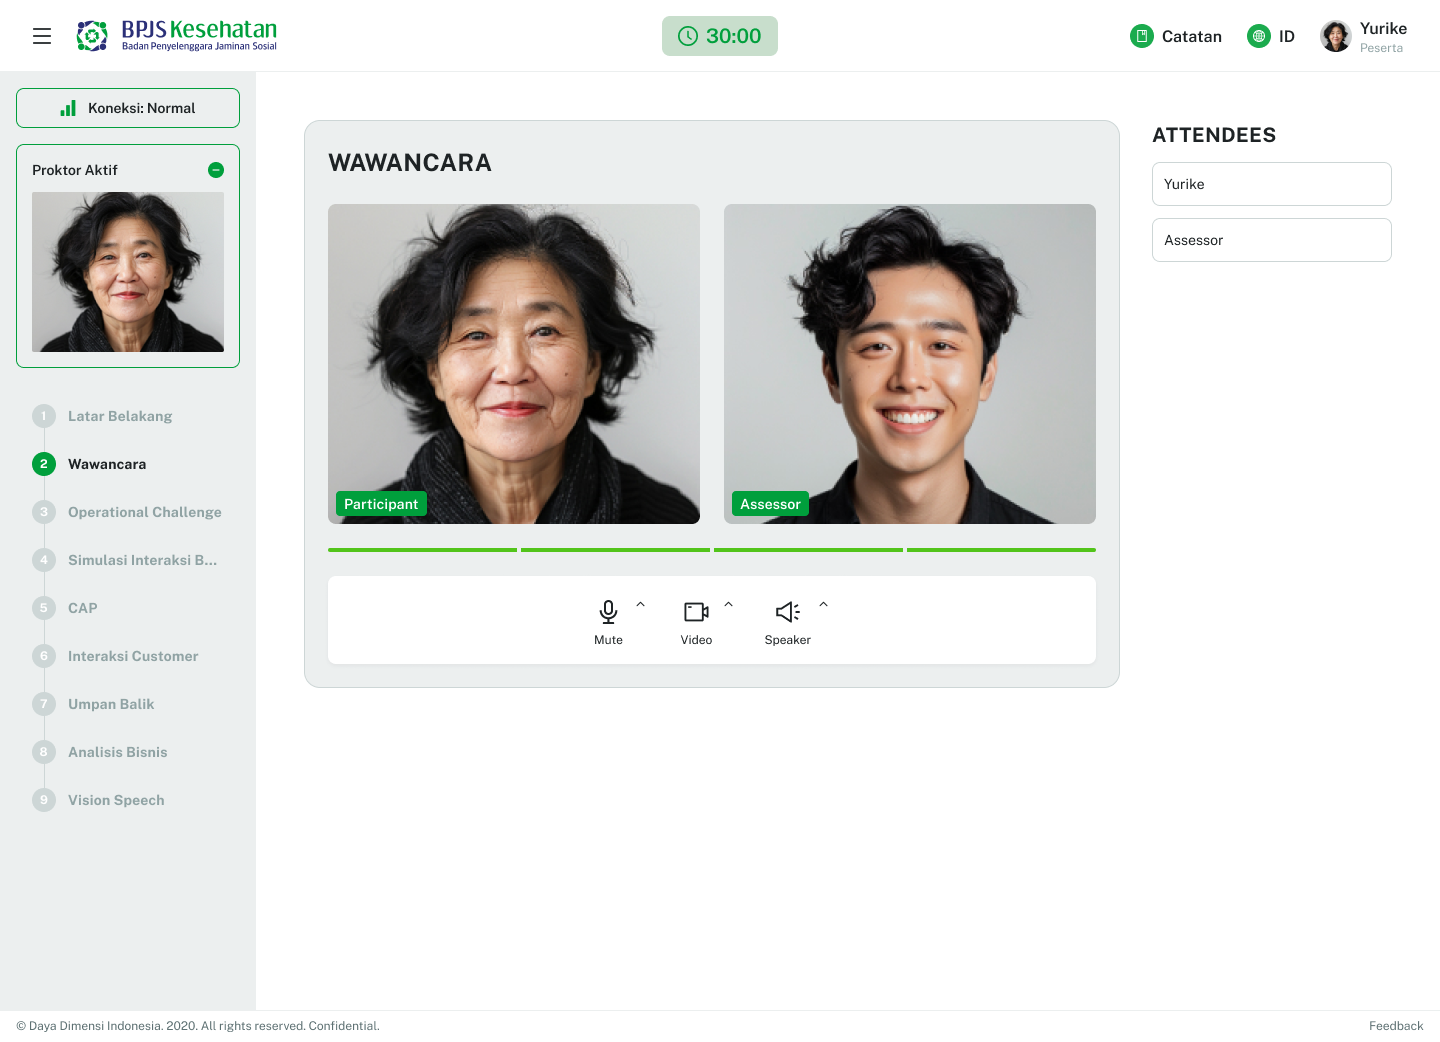 BPJS Kesehatan
Badan Penyelenggara Jaminan Sosial
30:00
Catatan
ID
Yurike
Peserta
Koneksi: Normal
Proktor Aktif
1 Latar Belakang
2 Wawancara
3 Operational Challenge
4 Simulasi Interaksi B...
5 CAP
6 Interaksi Customer
7 Umpan Balik
8 Analisis Bisnis
9 Vision Speech
WAWANCARA
Participant
Assessor
Mute
Video
Speaker
ATTENDEES
Yurike
Assessor
© Daya Dimensi Indonesia. 2020. All rights reserved. Confidential.
Feedback